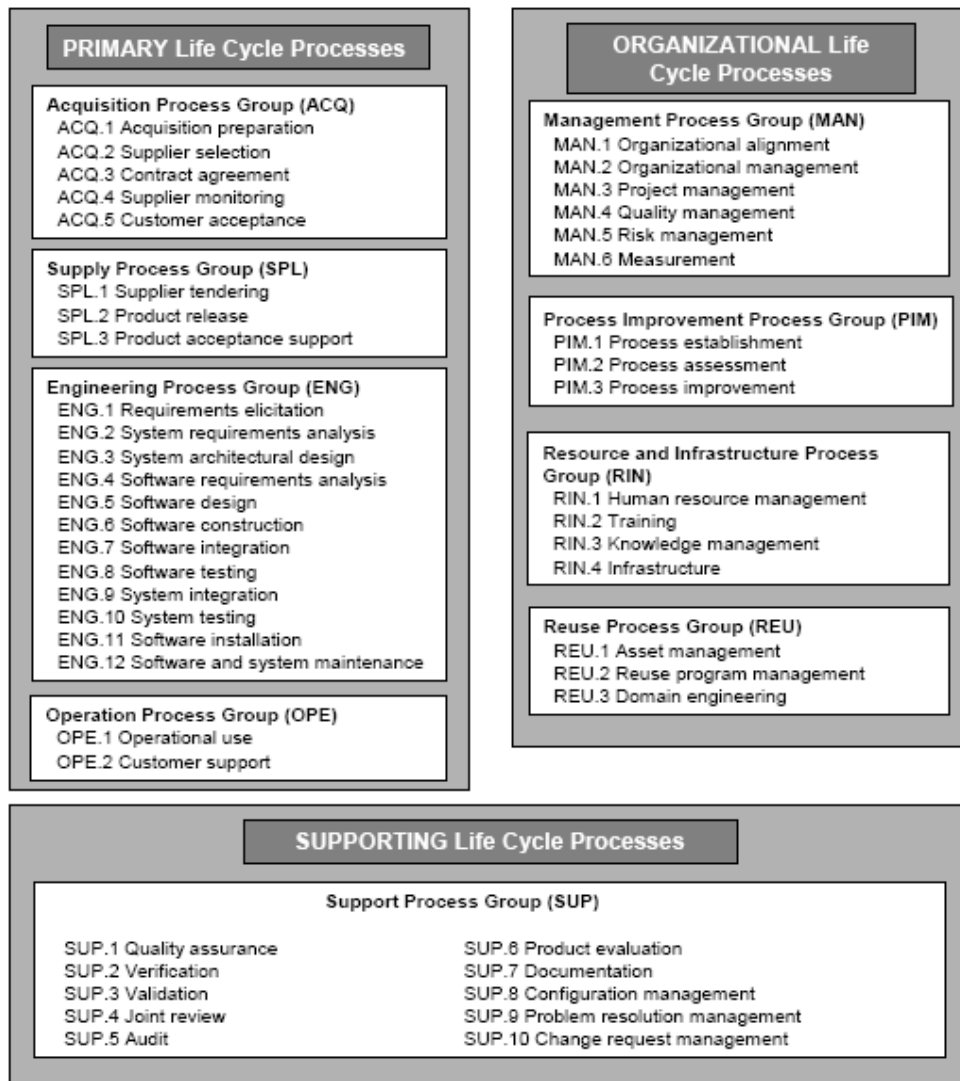 PRIMARY Life Cycle Processes
Acquisition Process Group (ACQ)
ACQ.1 Acquisition preparation
ACQ.2 Supplier selection
ACQ.3 Contract agreement
ACQ.4 Supplier monitoring
ACQ.5 Customer acceptance
Supply Process Group (SPL)
SPL.1 Supplier tendering
SPL.2 Product release
SPL.3 Product acceptance support
Engineering Process Group (ENG)
ENG.1 Requirements elicitation
ENG.2 System requirements analysis
ENG.3 System architectural design
ENG.4 Software requirements analysis
ENG.5 Software design
ENG.6 Software construction
ENG.7 Software integration
ENG.8 Software testing
ENG.9 System integration
ENG.10 System testing
ENG.11 Software installation
ENG.12 Software and system maintenance
Operation Process Group (OPE)
OPE.1 Operational use
OPE.2 Customer support
ORGANIZATIONAL Life
Cycle Processes
Management Process Group (MAN)
MAN.1 Organizational alignment
MAN.2 Organizational management
MAN.3 Project management
MAN.4 Quality management
MAN.5 Risk management
MAN.6 Measurement
Process Improvement Process Group (PIM)
PIM.1 Process establishment
PIM.2 Process assessment
PIM.3 Process improvement
Resource and Infrastructure Process
Group (RIN)
RIN.1 Human resource management
RIN.2 Training
RIN.3 Knowledge management
RIN.4 Infrastructure
Reuse Process Group (REU)
REU.1 Asset management
REU.2 Reuse program management
REU.3 Domain engineering
SUPPORTING Life Cycle Processes
Support Process Group (SUP)
SUP.1 Quality assurance
SUP.2 Verification
SUP.3 Validation
SUP.4 Joint review
SUP.5 Audit
SUP.6 Product evaluation
SUP.7 Documentation
SUP.8 Configuration management
SUP.9 Problem resolution management
SUP.10 Change request management